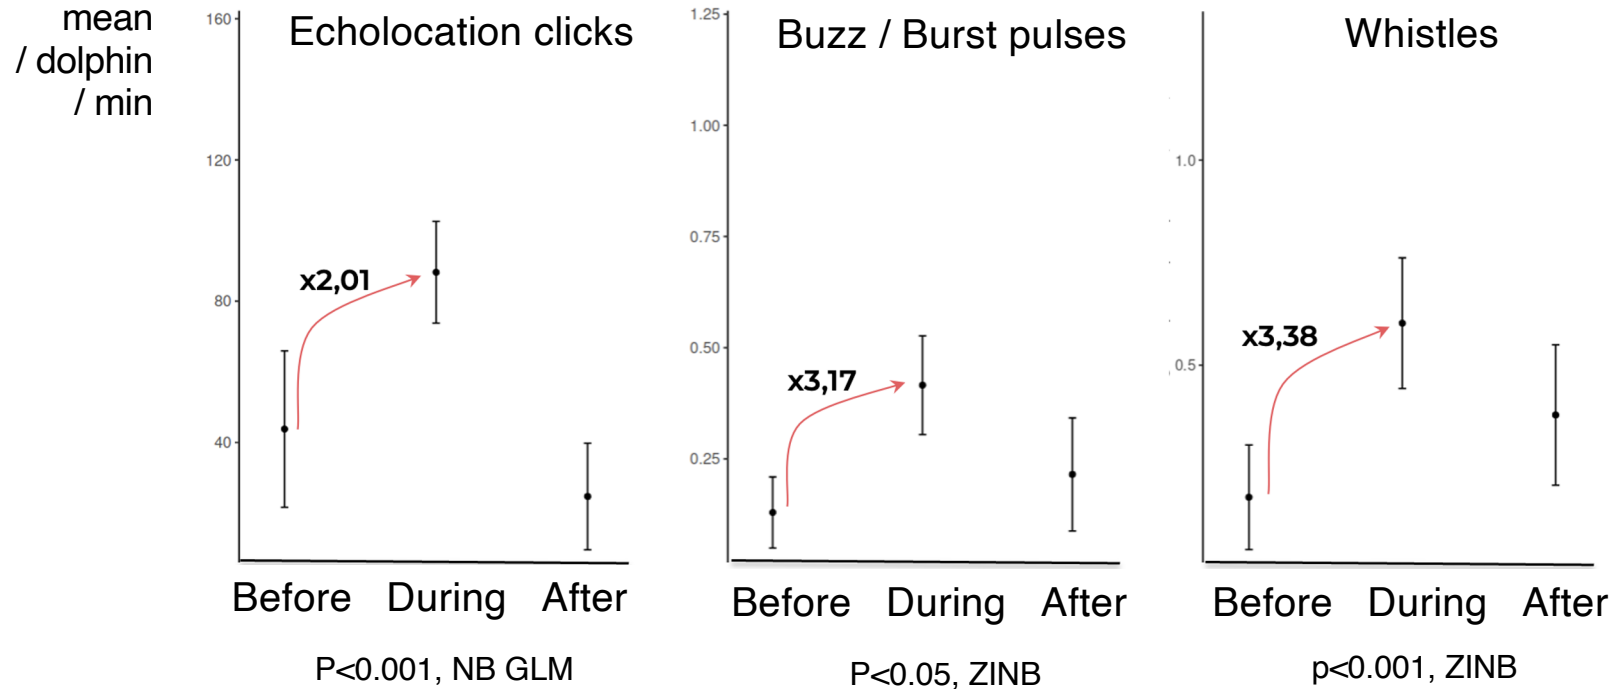 mean
/ dolphin
/ min
Echolocation clicks
160
120
80
40
x2,01
Before During After
P<0.001, NB GLM
Buzz / Burst pulses
1.25
1.00
0.75
0.50
0.25
x3,17
Before During After
P<0.05, ZINB
Whistles
1.0
0.5
x3,38
Before During After
p<0.001, ZINB